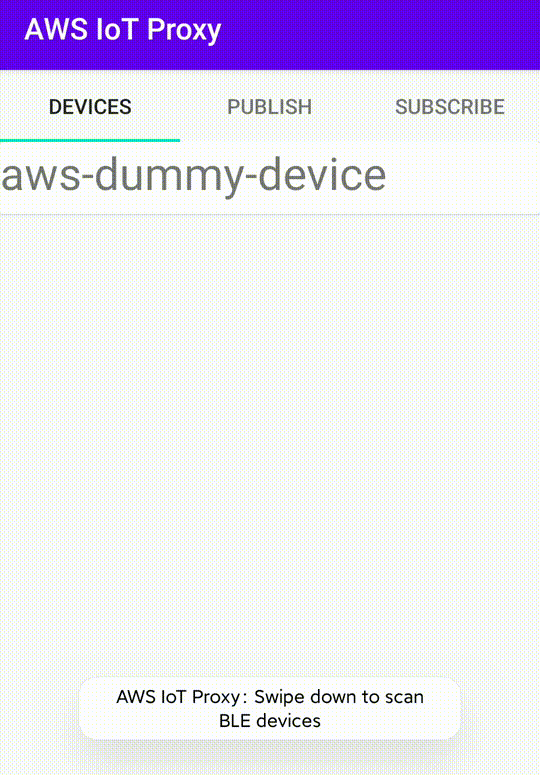 AWS IoT Proxy
DEVICES PUBLISH SUBSCRIBE
aws-dummy-device
AWS IoT Proxy: Swipe down to scan
BLE devices